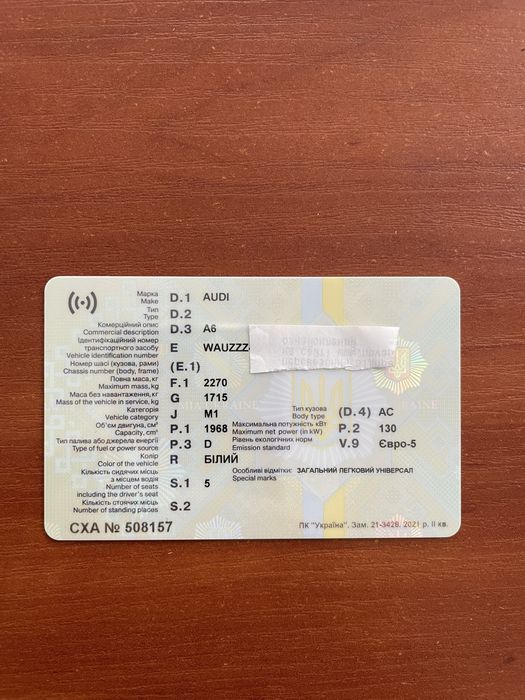 Марка
Make D.1 AUDI
Тип
Type D.2
Комерційний опис
Commercial description D.3 A6
Ідентифікаційний номер
транспортного засобу
Vehicle identification number E WAUZZZ
Номер шасі (кузова, рами)
Chassis number (body, frame) (E.1)
Повна маса, кг
Maximum mass, kg F.1 2270
Маса без навантаження, кг
Mass of the vehicle in service, kg G 1715
Категорія
Vehicle category J M1
Тип кузова
Body type (D.4) AC
Об'єм двигуна, см³
Capacity, cm³ P.1 1968
Максимальна потужність кВт
Maximum net power (in kW) P.2 130
Тип палива або джерела енергії
Type of fuel or power source P.3 D
Рівень екологічних норм
Emission standard V.9 Євро-5
Колір
Color of the vehicle R БІЛИЙ
Кількість сидячих місць
з місцем водія
Number of seats
including the driver's seat S.1 5
Особливі відмітки: ЗАГАЛЬНИЙ ЛЕГКОВИЙ УНІВЕРСАЛ
Special marks
Кількість стоячих місць
Number of standing places S.2
CXA № 508157
ПК "Україна". Зам. 21-3428. 2021 р. II кв.